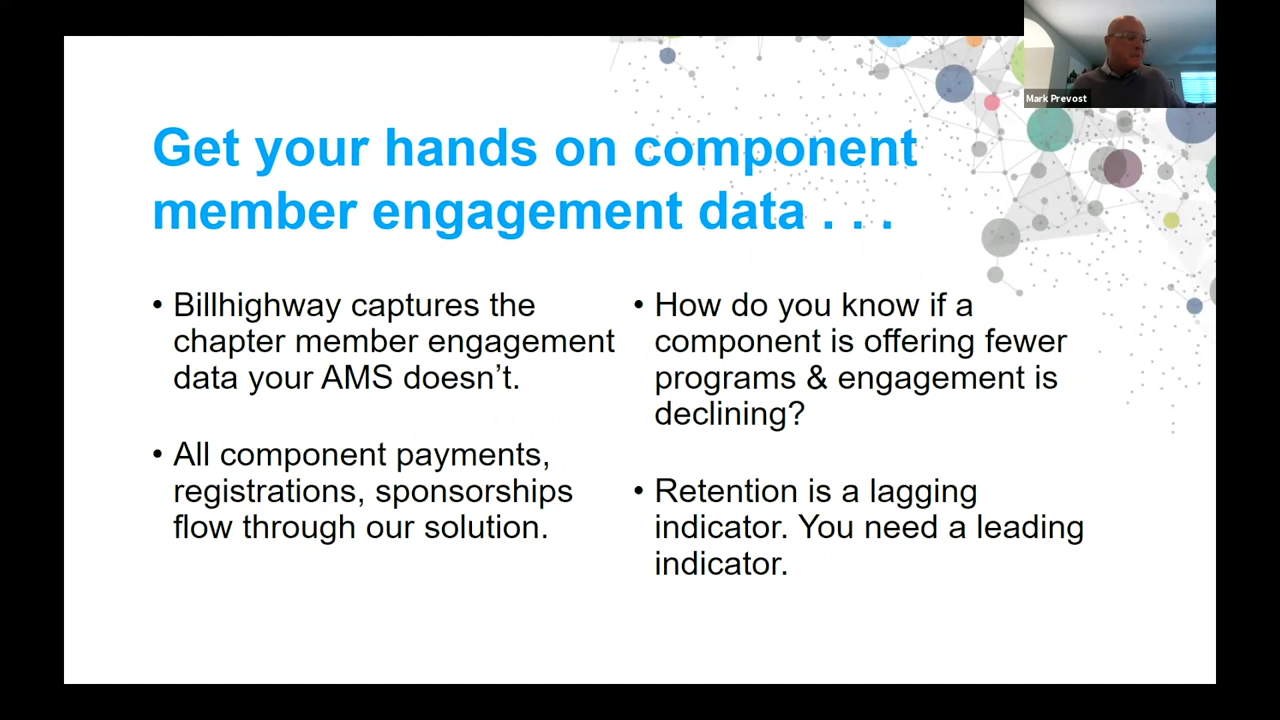 Mark Prevost
Get your hands on component
member engagement data . . .
• Billhighway captures the
chapter member engagement
data your AMS doesn’t.
• All component payments,
registrations, sponsorships
flow through our solution.
• How do you know if a
component is offering fewer
programs & engagement is
declining?
• Retention is a lagging
indicator. You need a leading
indicator.